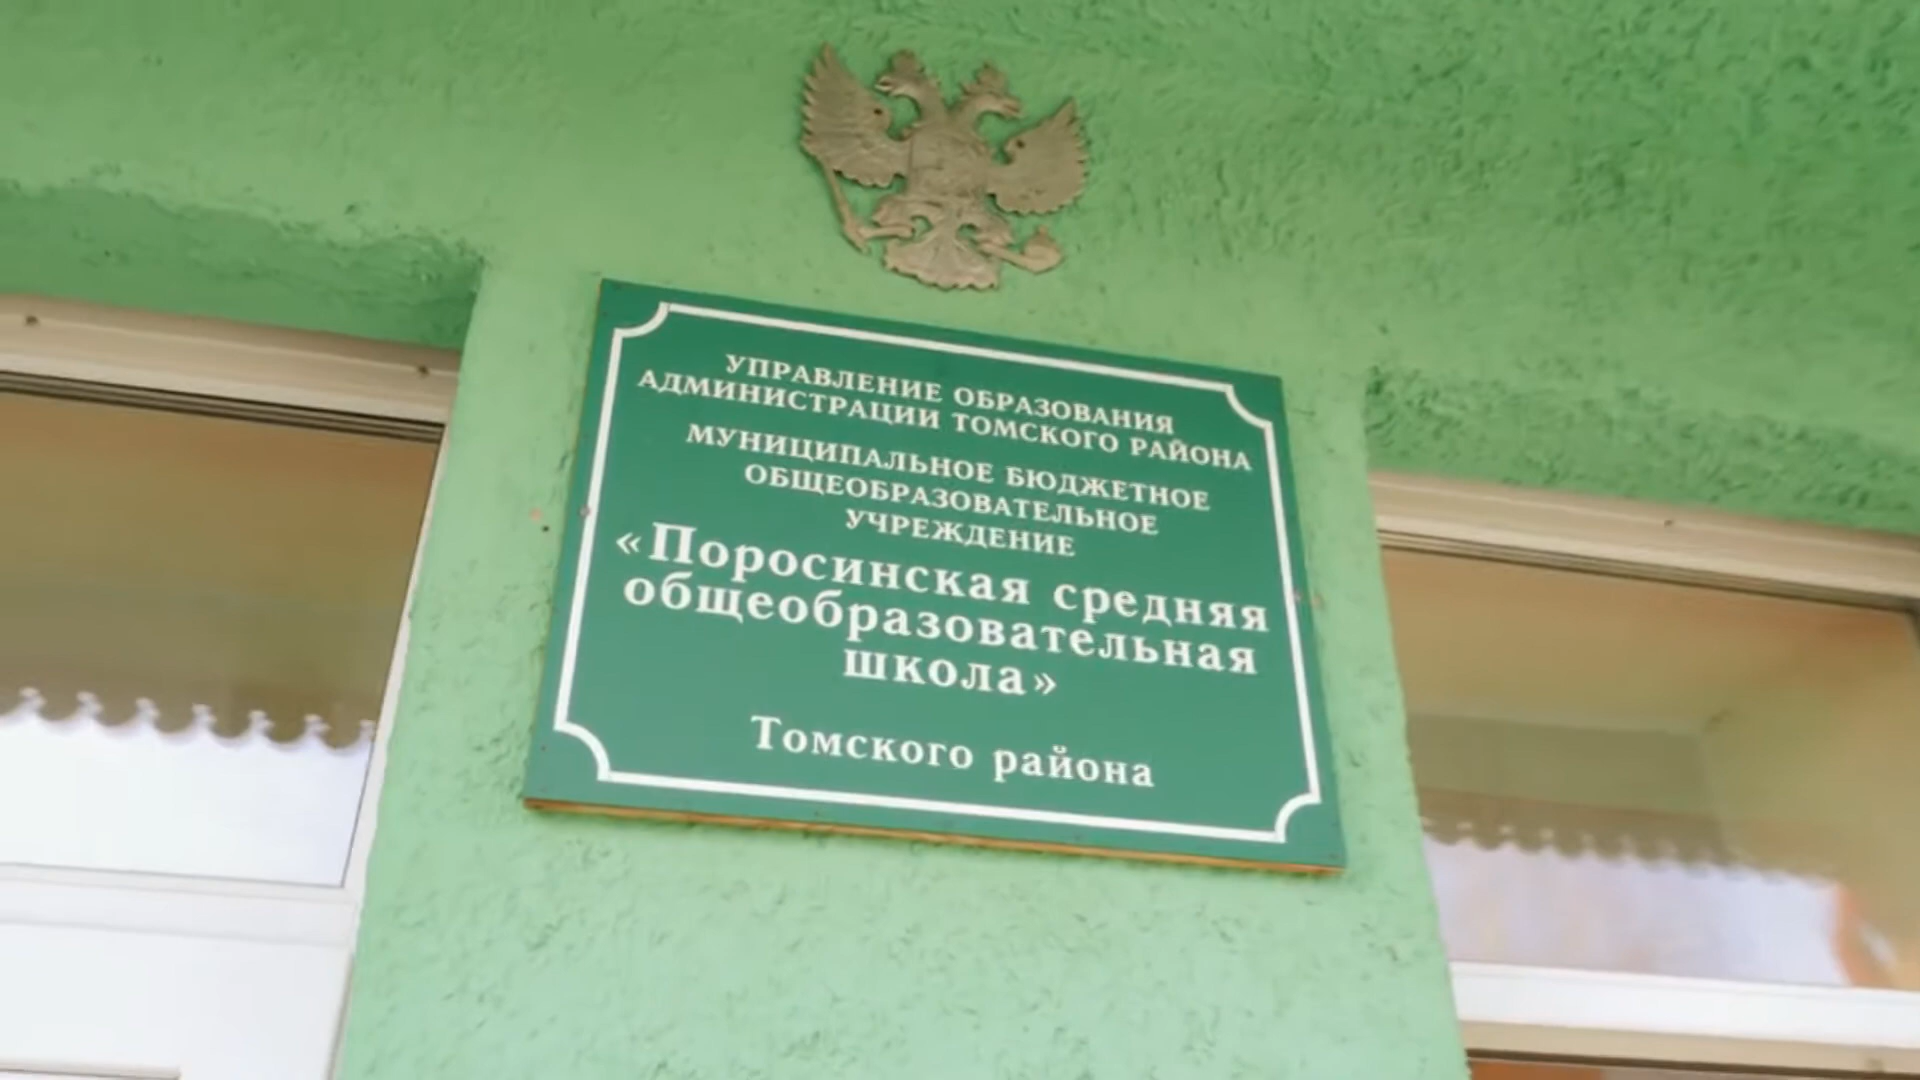 УПРАВЛЕНИЕ ОБРАЗОВАНИЯ
АДМИНИСТРАЦИИ ТОМСКОГО РАЙОНА
МУНИЦИПАЛЬНОЕ БЮДЖЕТНОЕ
ОБЩЕОБРАЗОВАТЕЛЬНОЕ
УЧРЕЖДЕНИЕ
«Поросинская средняя
общеобразовательная
школа»
Томского района